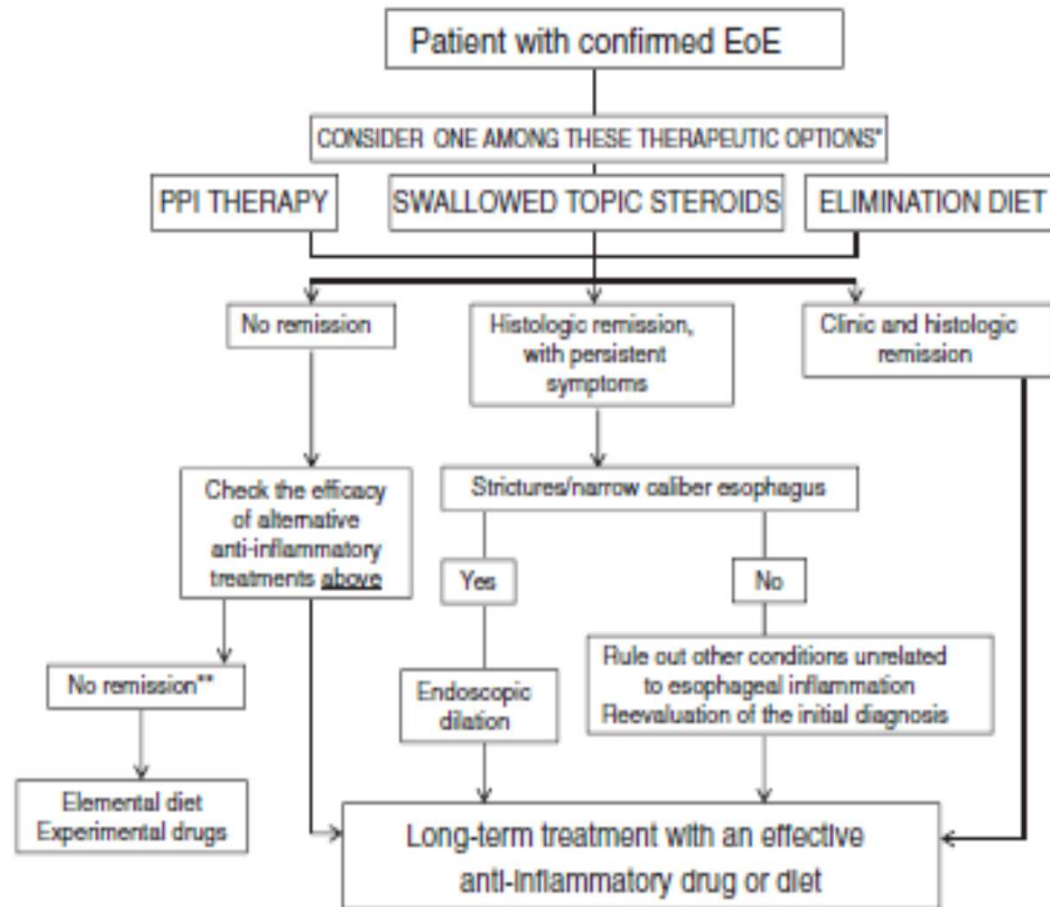 Patient with confirmed EoE
CONSIDER ONE AMONG THESE THERAPEUTIC OPTIONS*
PPI THERAPY
SWALLOWED TOPIC STEROIDS
ELIMINATION DIET
No remission
Histologic remission,
with persistent
symptoms
Clinic and histologic
remission
Check the efficacy
of alternative
anti-inflammatory
treatments above
Strictures/narrow caliber esophagus
Yes
No
No remission**
Endoscopic
dilation
Rule out other conditions unrelated
to esophageal inflammation
Reevaluation of the initial diagnosis
Elemental diet
Experimental drugs
Long-term treatment with an effective
anti-inflammatory drug or diet